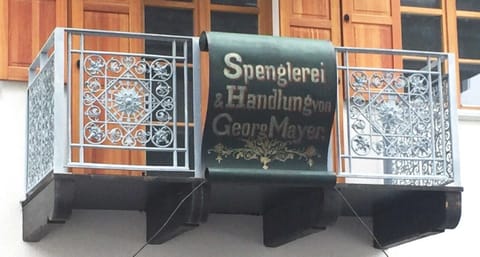 Spenglerei
& Handlung von
Georg Mayer.